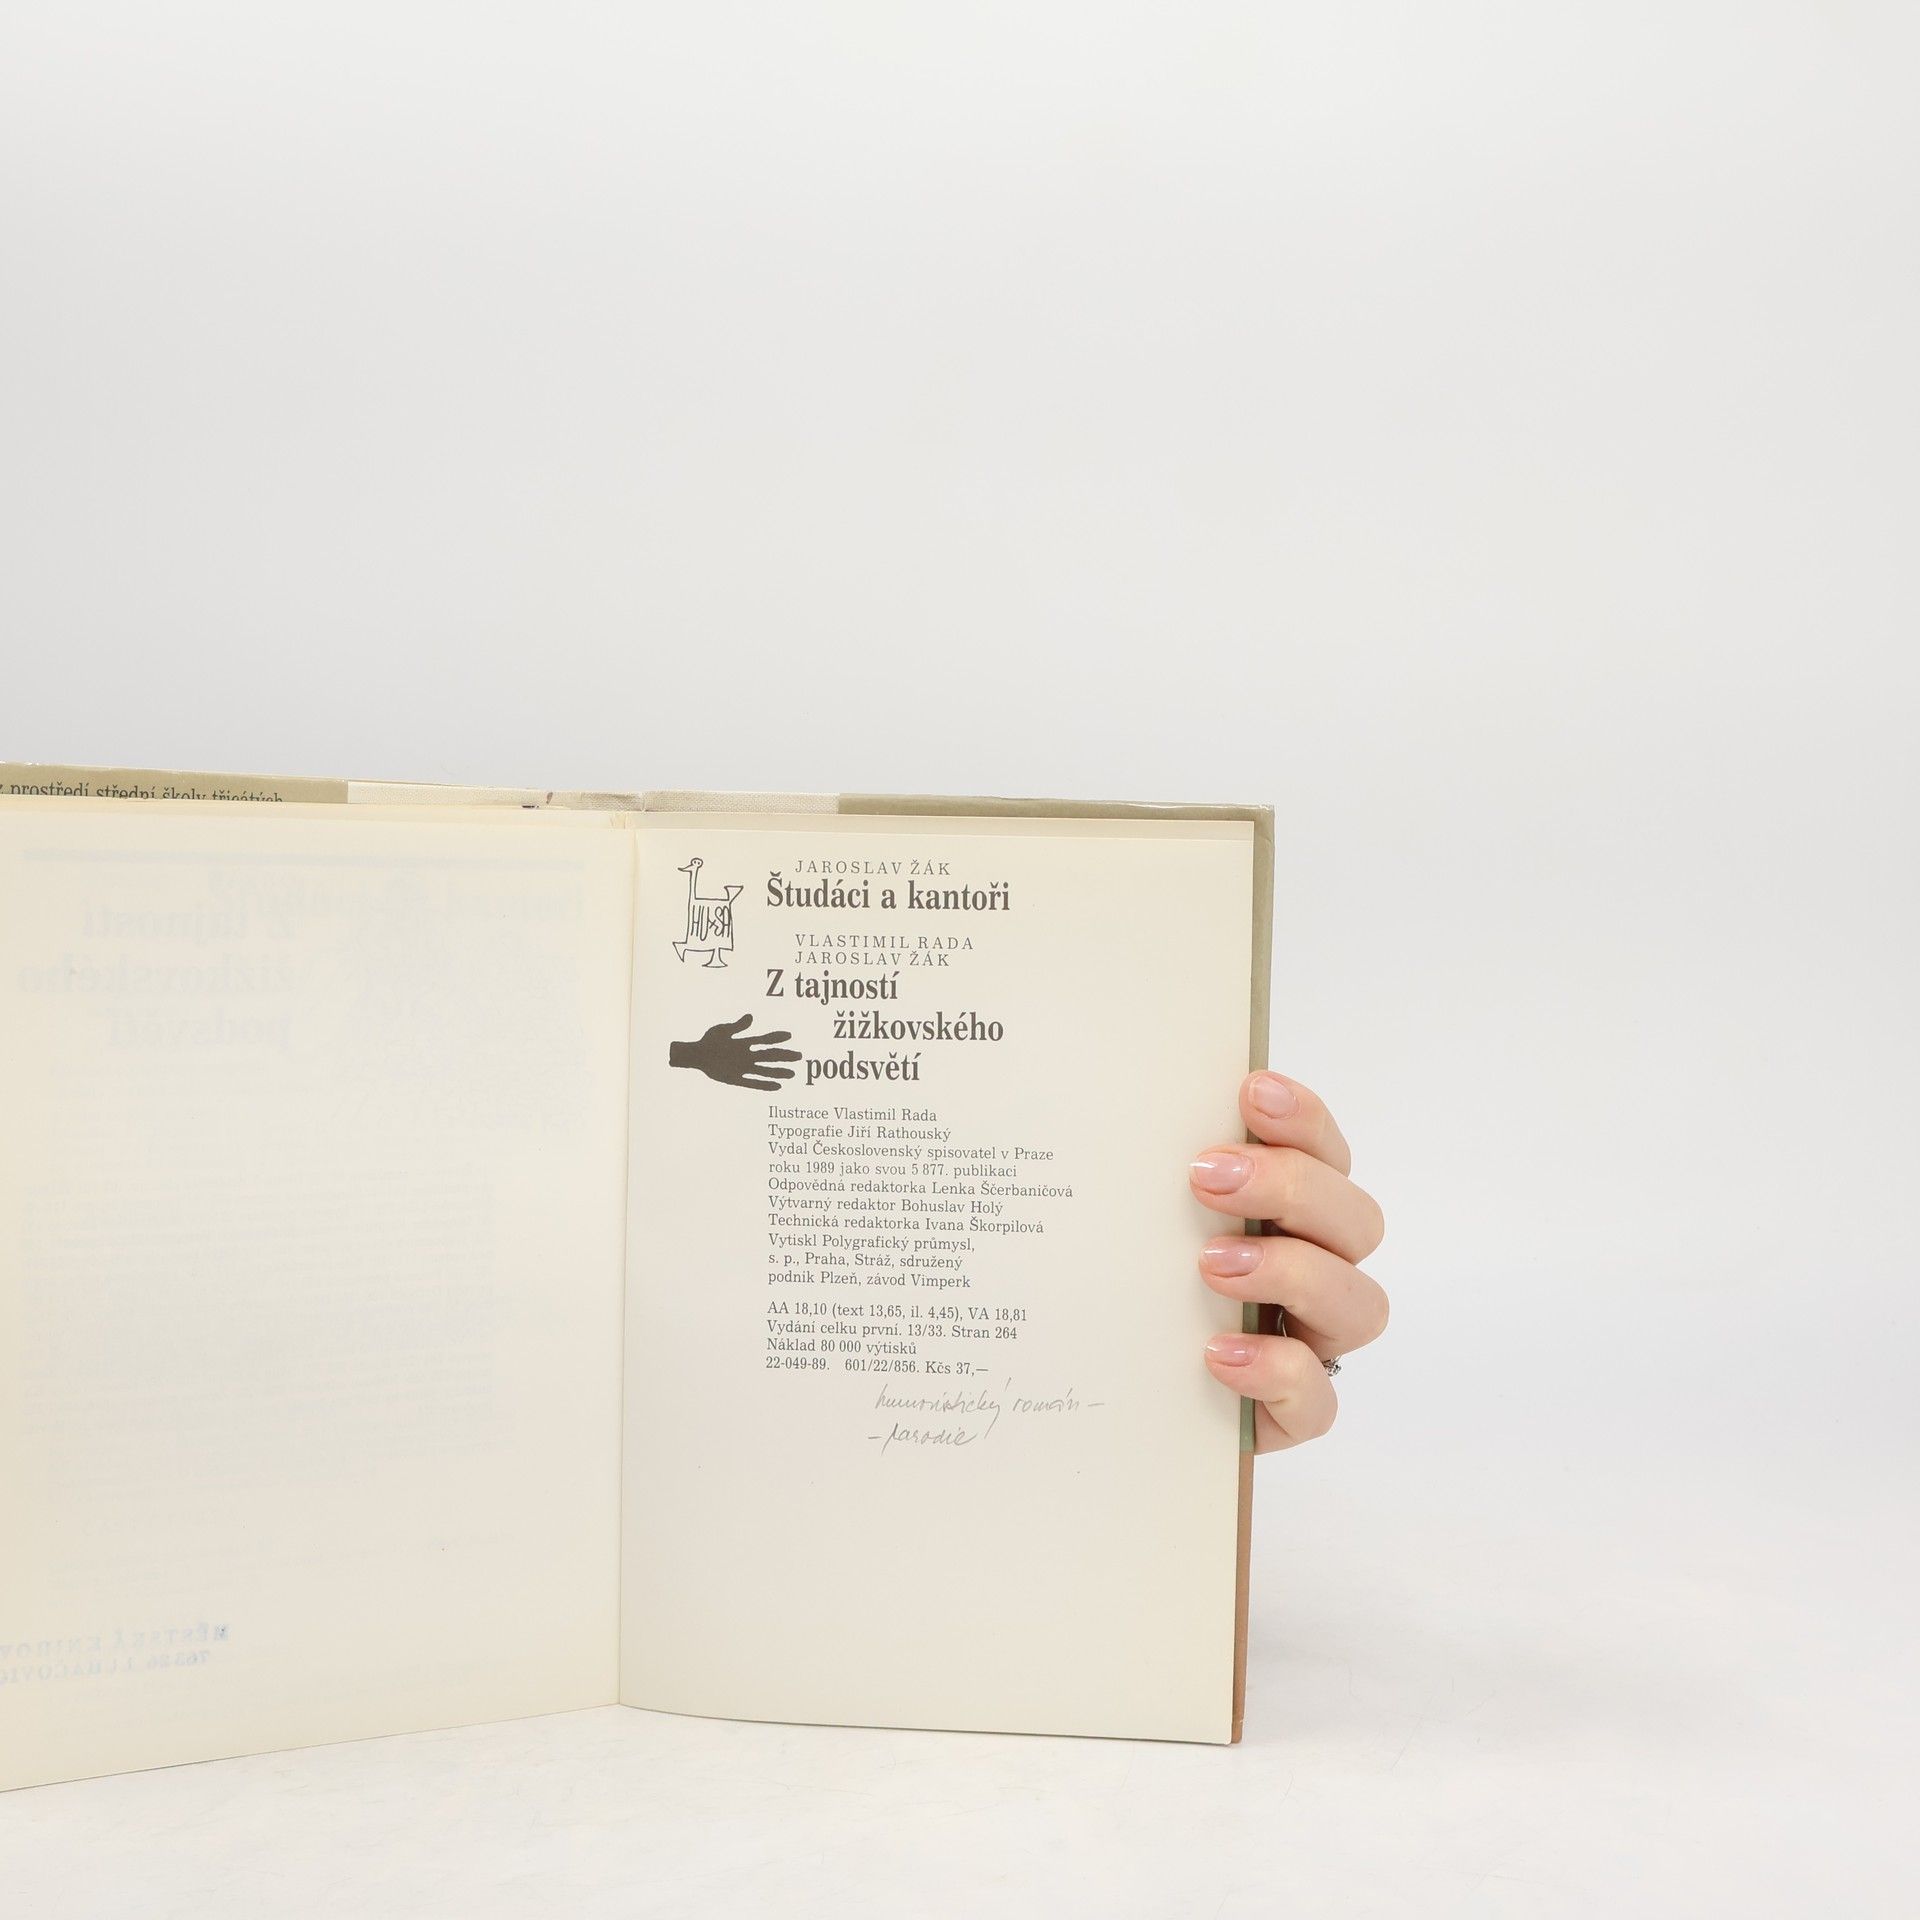 z prostředí střední školy třicátých
JAROSLAV ŽÁK
Študáci a kantoři
HUSA
VLASTIMIL RADA
JAROSLAV ŽÁK
Z tajností
žižkovského
podsvětí
Ilustrace Vlastimil Rada
Typografie Jiří Rathouský
Vydal Československý spisovatel v Praze
roku 1989 jako svou 5 877. publikaci
Odpovědná redaktorka Lenka Ščerbaničová
Výtvarný redaktor Bohuslav Holý
Technická redaktorka Ivana Škorpilová
Vytiskl Polygrafický průmysl,
s. p., Praha, Stráž, sdružený
podnik Plzeň, závod Vimperk
AA 18,10 (text 13,65, il. 4,45), VA 18,81
Vydání celku první. 13/33. Stran 264
Náklad 80 000 výtisků
22-049-89. 601/22/856. Kčs 37,—
humoristický román –
– parodie